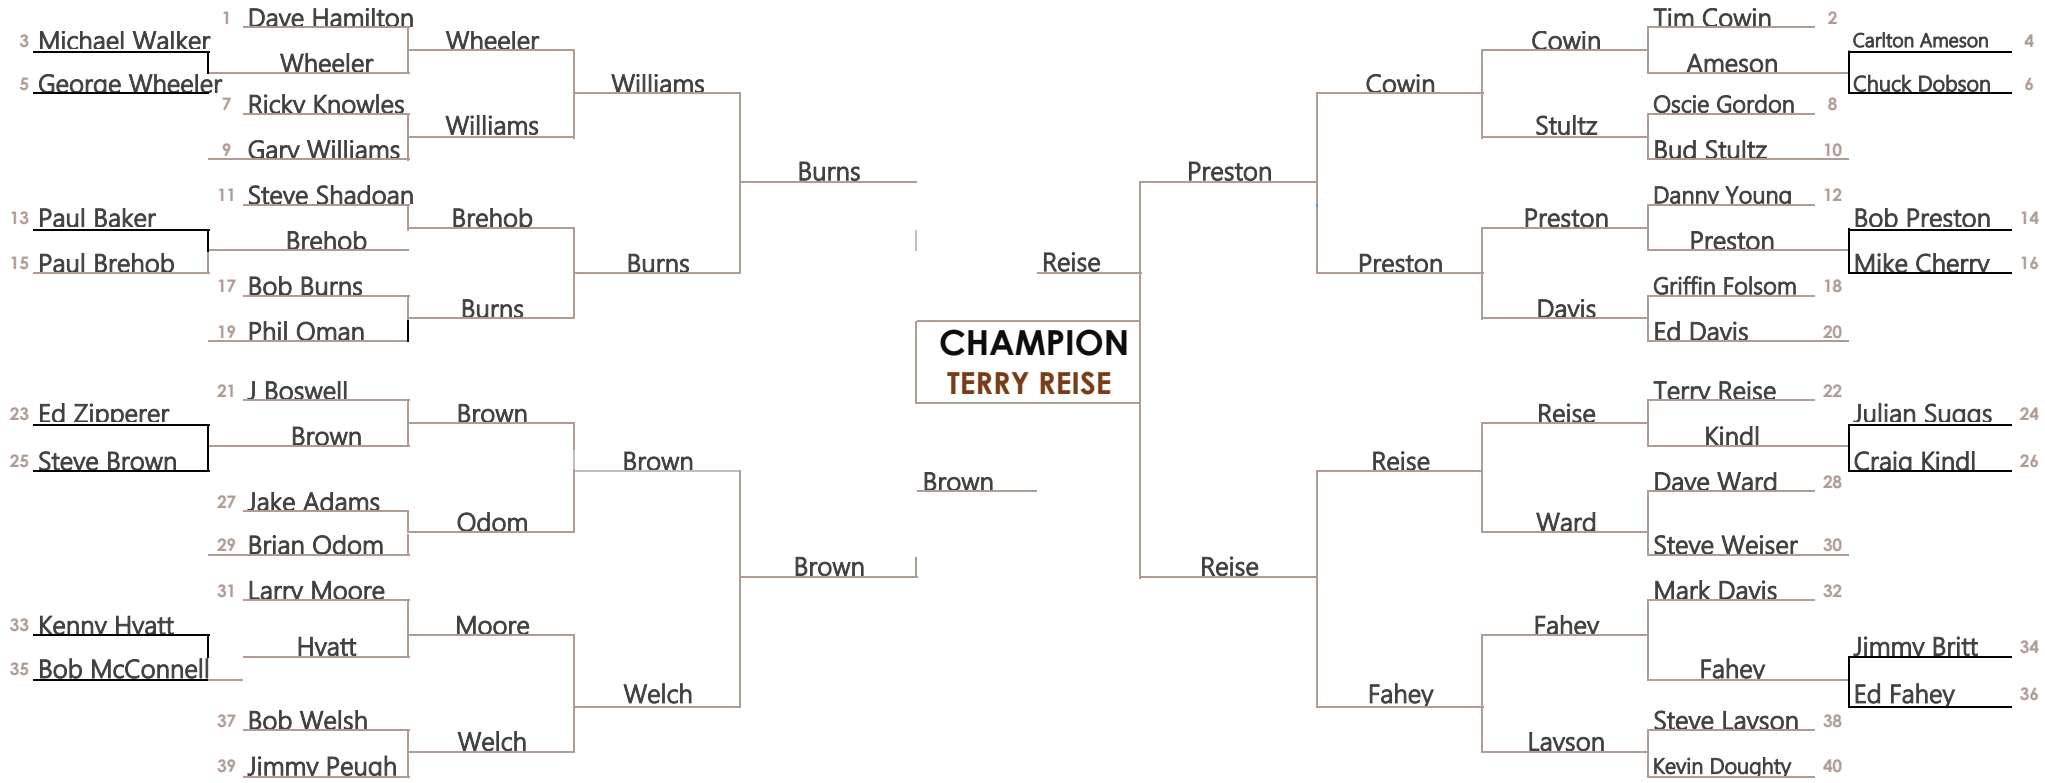 1 Dave Hamilton
3 Michael Walker
Wheeler
Wheeler
5 George Wheeler
Williams
7 Ricky Knowles
Williams
9 Gary Williams
Burns
11 Steve Shadoan
13 Paul Baker
Brehob
Brehob
15 Paul Brehob
Burns
17 Bob Burns
Burns
19 Phil Oman
21 J Boswell
23 Ed Zipperer
Brown
Brown
25 Steve Brown
Brown
27 Jake Adams
Odom
29 Brian Odom
Brown
31 Larry Moore
33 Kenny Hyatt
Moore
Hyatt
35 Bob McConnell
Welch
37 Bob Welsh
Welch
39 Jimmy Peugh
Reise
CHAMPION
TERRY REISE
Brown
Tim Cowin 2
Cowin
Carlton Ameson 4
Ameson
Cowin
Chuck Dobson 6
Oscie Gordon 8
Stultz
Bud Stultz 10
Preston
Danny Young 12
Preston
Bob Preston 14
Preston
Preston
Mike Cherry 16
Griffin Folsom 18
Davis
Ed Davis 20
Terry Reise 22
Reise
Julian Suggs 24
Kindl
Reise
Craig Kindl 26
Dave Ward 28
Ward
Steve Weiser 30
Reise
Mark Davis 32
Fahey
Jimmy Britt 34
Fahey
Fahey
Ed Fahey 36
Steve Layson 38
Layson
Kevin Doughty 40